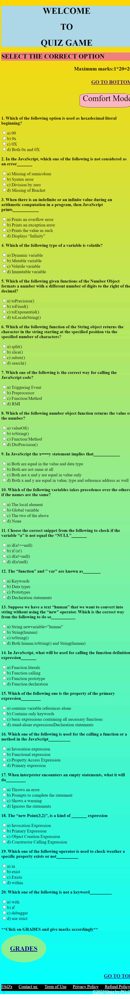 WELCOME
TO
QUIZ GAME
SELECT THE CORRECT OPTION
Maximum marks:1*20=20
GO TO BOTTOM
Comfort Mode
1. Which of the following option is used as hexadecimal literal
beginning?
a) 00
b) 0x
c) 0X
d) Both 0x and 0X
2. In the JavaScript, which one of the following is not considered as
an error_______
a) Missing of semicolons
b) Syntax error
c) Division by zero
d) Missing of Bracket
3. When there is an indefinite or an infinite value during an
arithmetic computation in a program, then JavaScript
prints____________
a) Prints an overflow error
b) Prints an exception error
c) Prints the value as such
d) Displays “Infinity”
4. Which of the following type of a variable is volatile?
a) Dynamic variable
b) Mutable variable
c) Volatile variable
d) Immutable variable
5. Which of the following given functions of the Number Object
formats a number with a different number of digits to the right of the
decimal?
a) toPrecision()
b) toFixed()
c) toExponential()
d) toLocaleString()
6. Which of the following function of the String object returns the
character in the string starting at the specified position via the
specified number of characters?
a) split()
b) slice()
c) substr()
d) search()
7. Which one of the following is the correct way for calling the
JavaScript code?
a) Triggering Event
b) Preprocessor
c) Function/Method
d) RMI
8. Which of the following number object function returns the value of
the number?
a) valueOf()
b) toString()
c) Function/Method
d) DtoPrecision()
9. In JavaScript the x===y statement implies that____________
a) Both are equal in the value and data type
b) Both are not same at all
c) Both are x and y are equal in value only
d) Both x and y are equal in value, type and reference address as well
10. Which of the following variables takes precedence over the others
if the names are the same?
a) The local element
b) Global variable
c) The two of the above
d) None
11. Choose the correct snippet from the following to check if the
variable “a” is not equal the “NULL”_______
a) if(a!==null)
b) if (a!)
c) if(a!=null)
d) if(a!null)
12. The “function” and ” var” are known as________
a) Keywords
b) Data types
c) Prototypes
d) Declaration statements
13. Suppose we have a text “human” that we want to convert into
string without using the “new” operator. Which is the correct way
from the following to do so___________
a) String newvariable=”human”
b) String(human)
c) toString()
d) Both human.toString() and String(human)
14. In JavaScript, what will be used for calling the function definition
expression_______
a) Function literals
b) Function calling
c) Function prototype
d) Function declaration
15. Which of the following one is the property of the primary
expression_________
a) contains variable references alone
b) Contains only keywords
c) basic expressions containing all necessary functions
d) stand-alone expressionsDeclaration statements
16. Which one of the following is used for the calling a function or a
method in the JavaScript__________
a) Invocation expression
b) Functional expression
c) Property Access Expression
d) Primary expression
17. When interpreter encounters an empty statements, what it will
do_________
a) Throws an error
b) Prompts to complete the statement
c) Shows a warning
d) Ignores the statements
18. The “new Point(3,2)”, is a kind of _______ expression
a) Invocation Expression
b) Primary Expression
c) Object Creation Expression
d) Constructor Calling Expression
19. Which one of the following operator is used to check weather a
specific property exists or not__________
a) in
b) exist
c) Exists
d) within
20. Which one of the following is not a keyword__________
a) with
b) if
c) debugger
d) use strict
**Click on GRADES and give marks accordingly**
GRADES
GO TO TOP
FAQ's Contact us Term of Use Privacy Policy Refund Policy
©2023|Quiz by PG-2